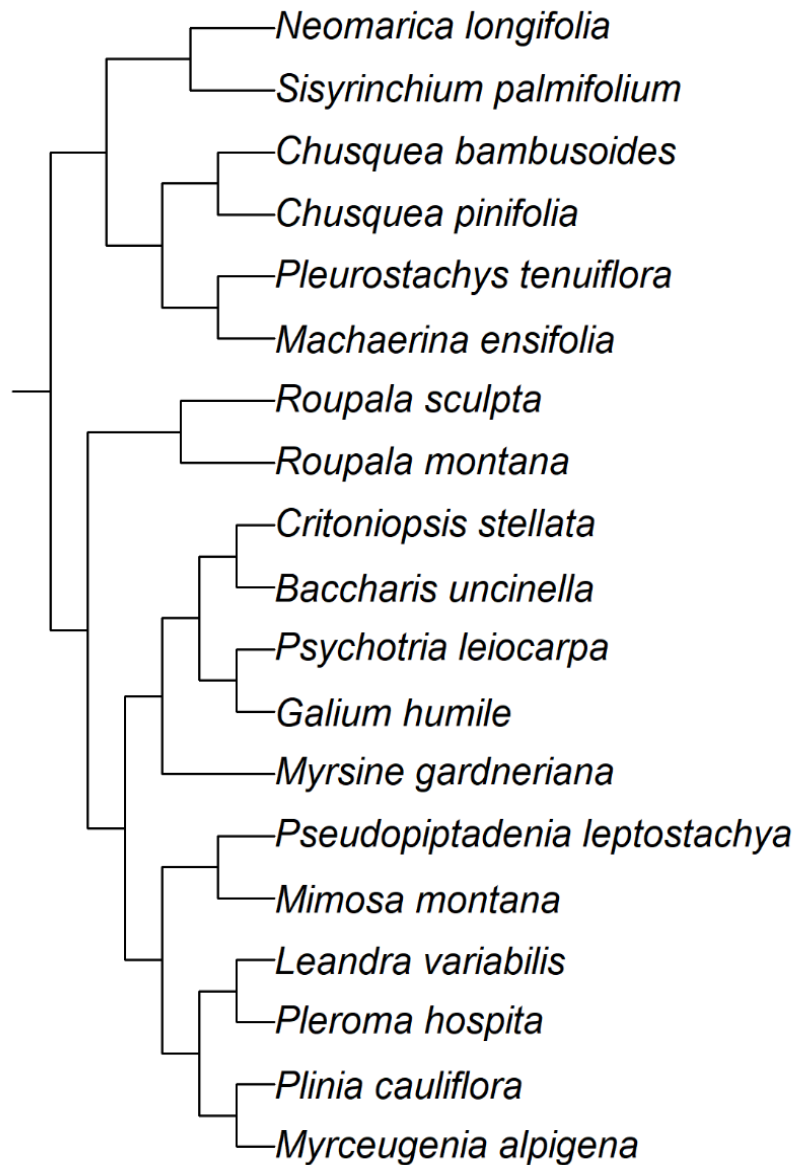 Neomarica longifolia
Sisyrinchium palmifolium
Chusquea bambusoides
Chusquea pinifolia
Pleurostachys tenuiflora
Machaerina ensifolia
Roupala sculpta
Roupala montana
Critoniopsis stellata
Baccharis uncinella
Psychotria leiocarpa
Galium humile
Myrsine gardneriana
Pseudopiptadenia leptostachya
Mimosa montana
Leandra variabilis
Pleroma hospita
Plinia cauliflora
Myrceugenia alpigena